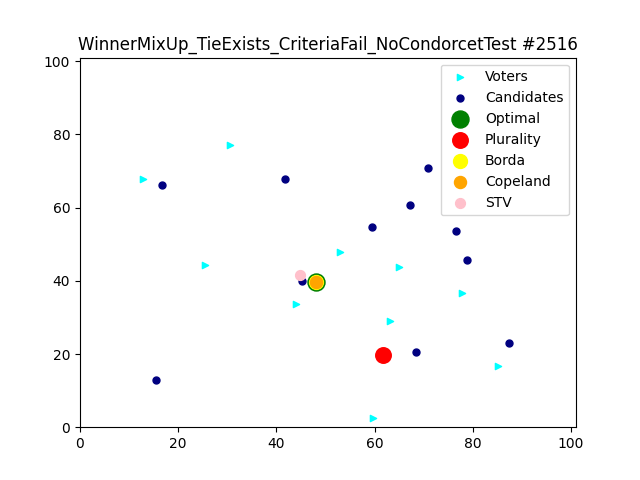 WinnerMixUp_TieExists_CriteriaFail_NoCondorcetTest #2516
Voters
Candidates
Optimal
Plurality
Borda
Copeland
STV
100
80
60
40
20
0
0 20 40 60 80 100